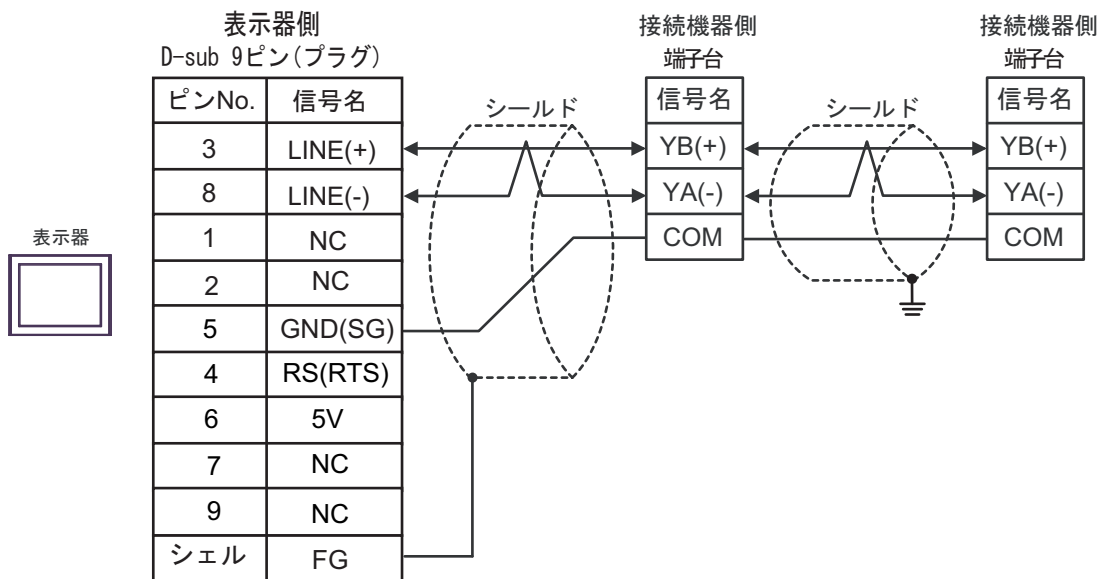 表示器側
D-sub 9ピン(プラグ)
接続機器側
端子台
接続機器側
端子台
ピンNo. 信号名
シールド
信号名
シールド
信号名
3 LINE(+)
YB(+)
YB(+)
8 LINE(-)
YA(-)
YA(-)
表示器
1 NC
COM
COM
2 NC
5 GND(SG)
4 RS(RTS)
6 5V
7 NC
9 NC
シェル FG